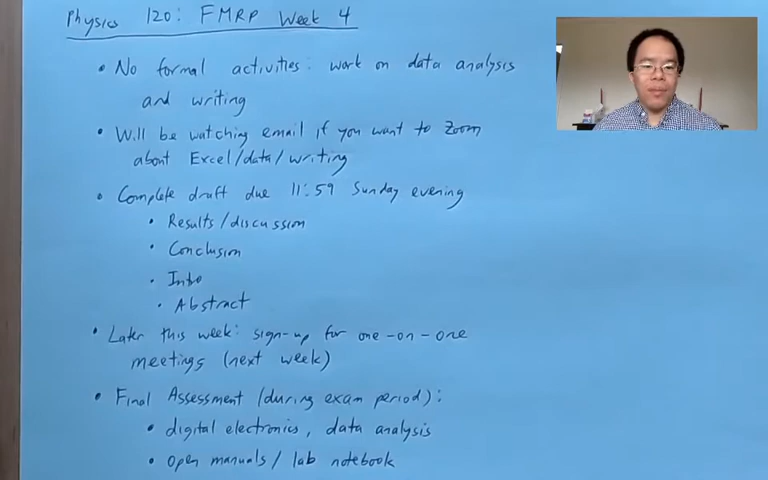 Physics 120: FMRP Week 4
• No formal activities: work on data analysis
and writing
• Will be watching email if you want to Zoom
about Excel/data/writing
• Complete draft due 11:59 Sunday evening
• Results/discussion
• Conclusion
• Intro
• Abstract
• Later this week: sign-up for one-on-one
meetings (next week)
• Final Assessment (during exam period):
• digital electronics, data analysis
• Open manuals/lab notebook